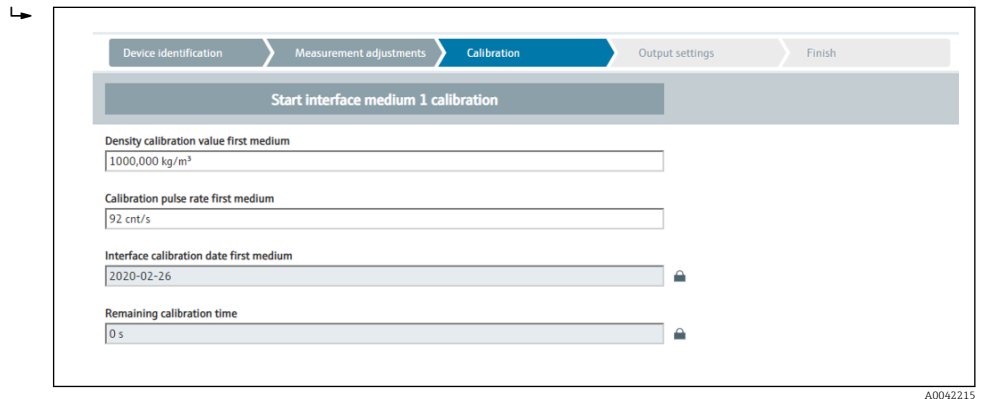 Device identification Measurement adjustments Calibration Output settings Finish
Start interface medium 1 calibration
Density calibration value first medium
1000,000 kg/m³
Calibration pulse rate first medium
92 cnt/s
Interface calibration date first medium
2020-02-26
Remaining calibration time
0 s
A0042215